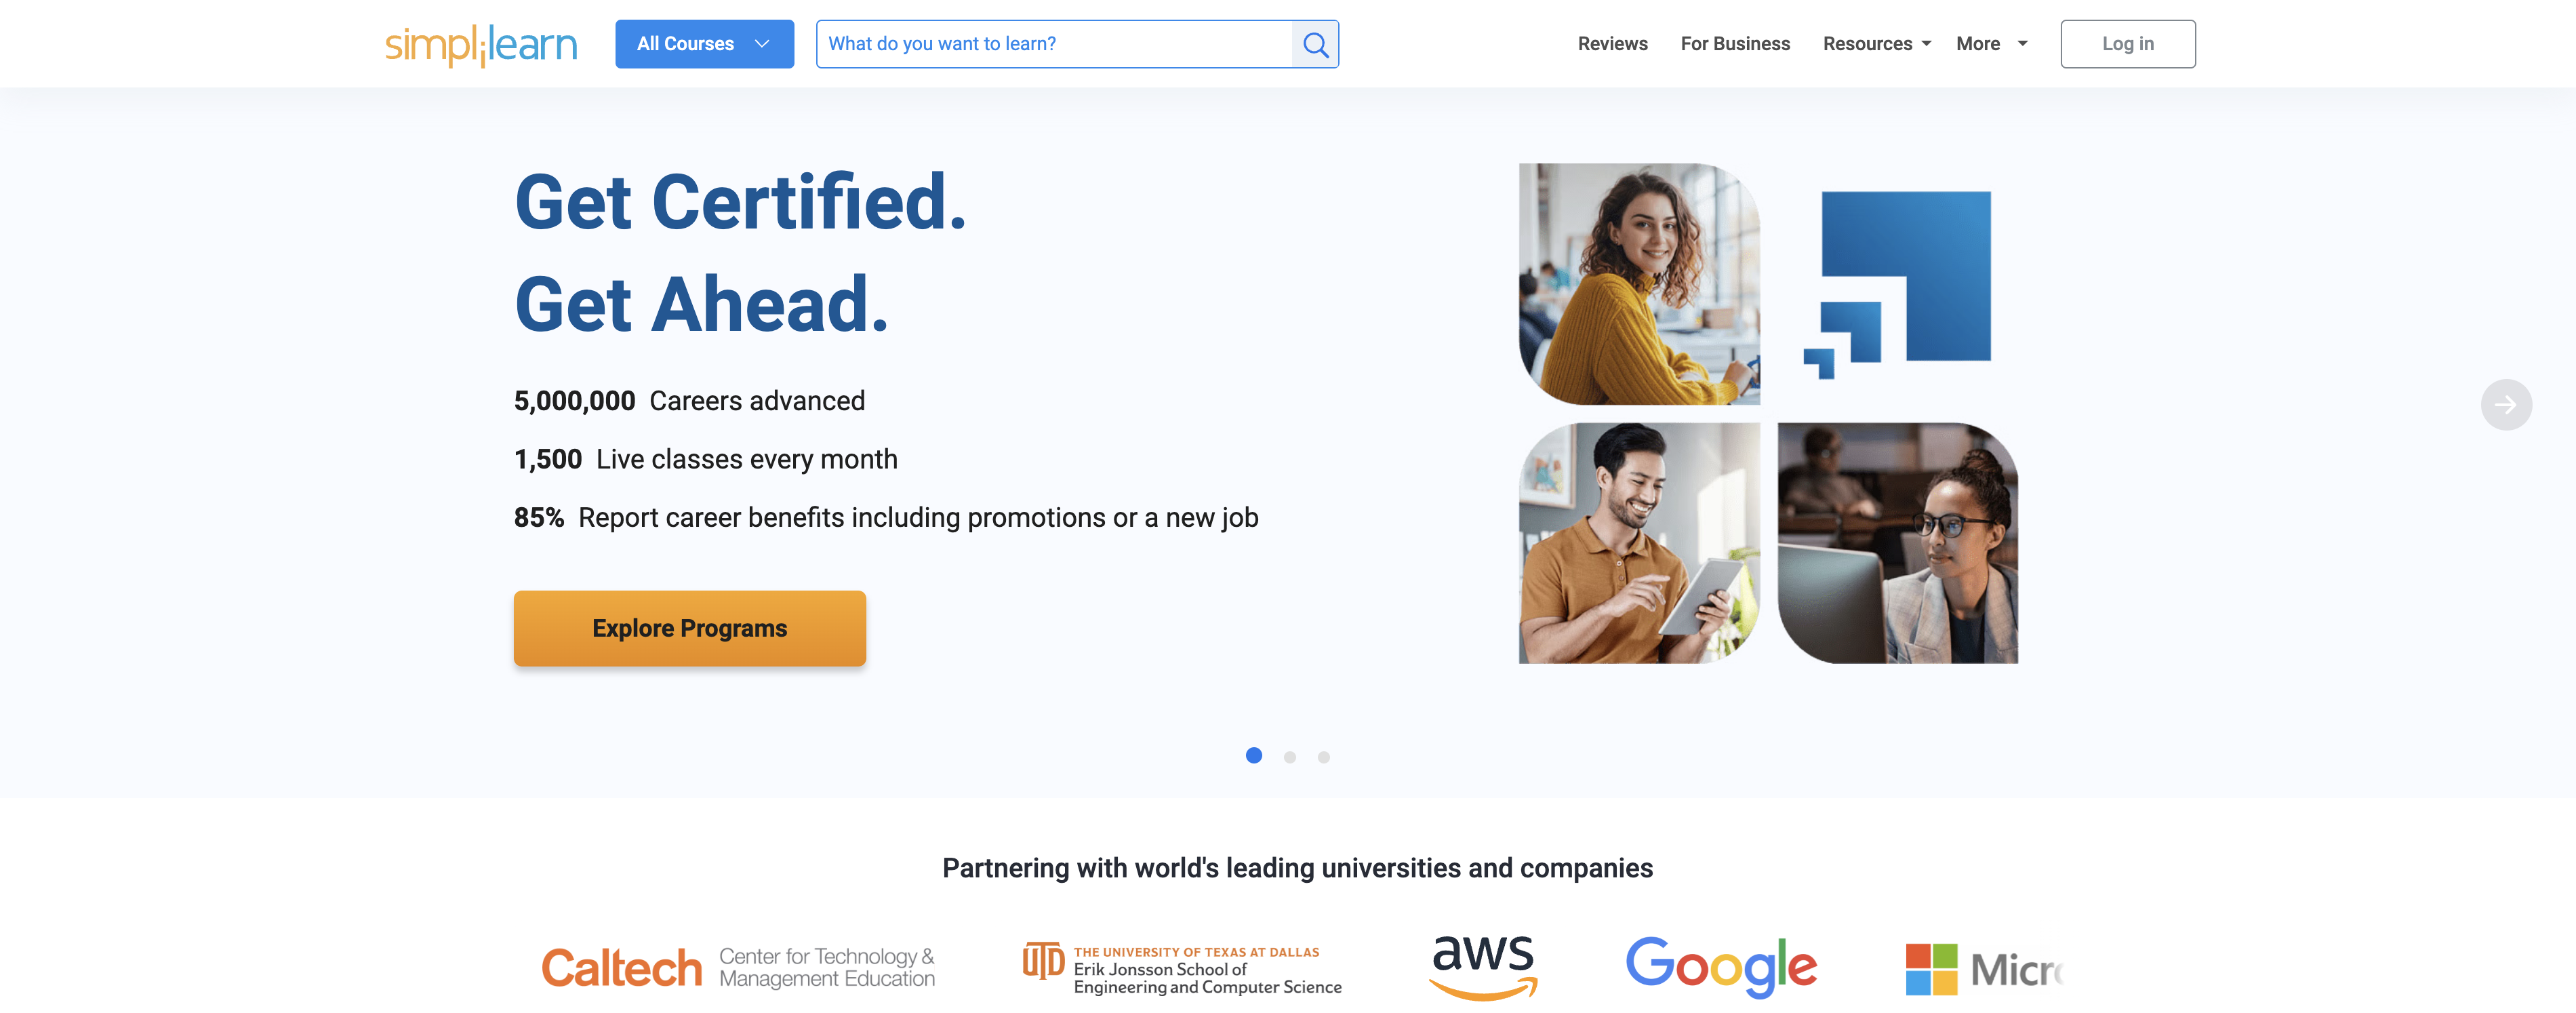 simplilearn
All Courses
What do you want to learn?
Reviews
For Business
Resources
More
Log in
Get Certified.
Get Ahead.
5,000,000 Careers advanced
1,500 Live classes every month
85% Report career benefits including promotions or a new job
Explore Programs
Partnering with world's leading universities and companies
Caltech
Center for Technology &
Management Education
UTD
THE UNIVERSITY OF TEXAS AT DALLAS
Erik Jonsson School of
Engineering and Computer Science
aws
Google
Micro